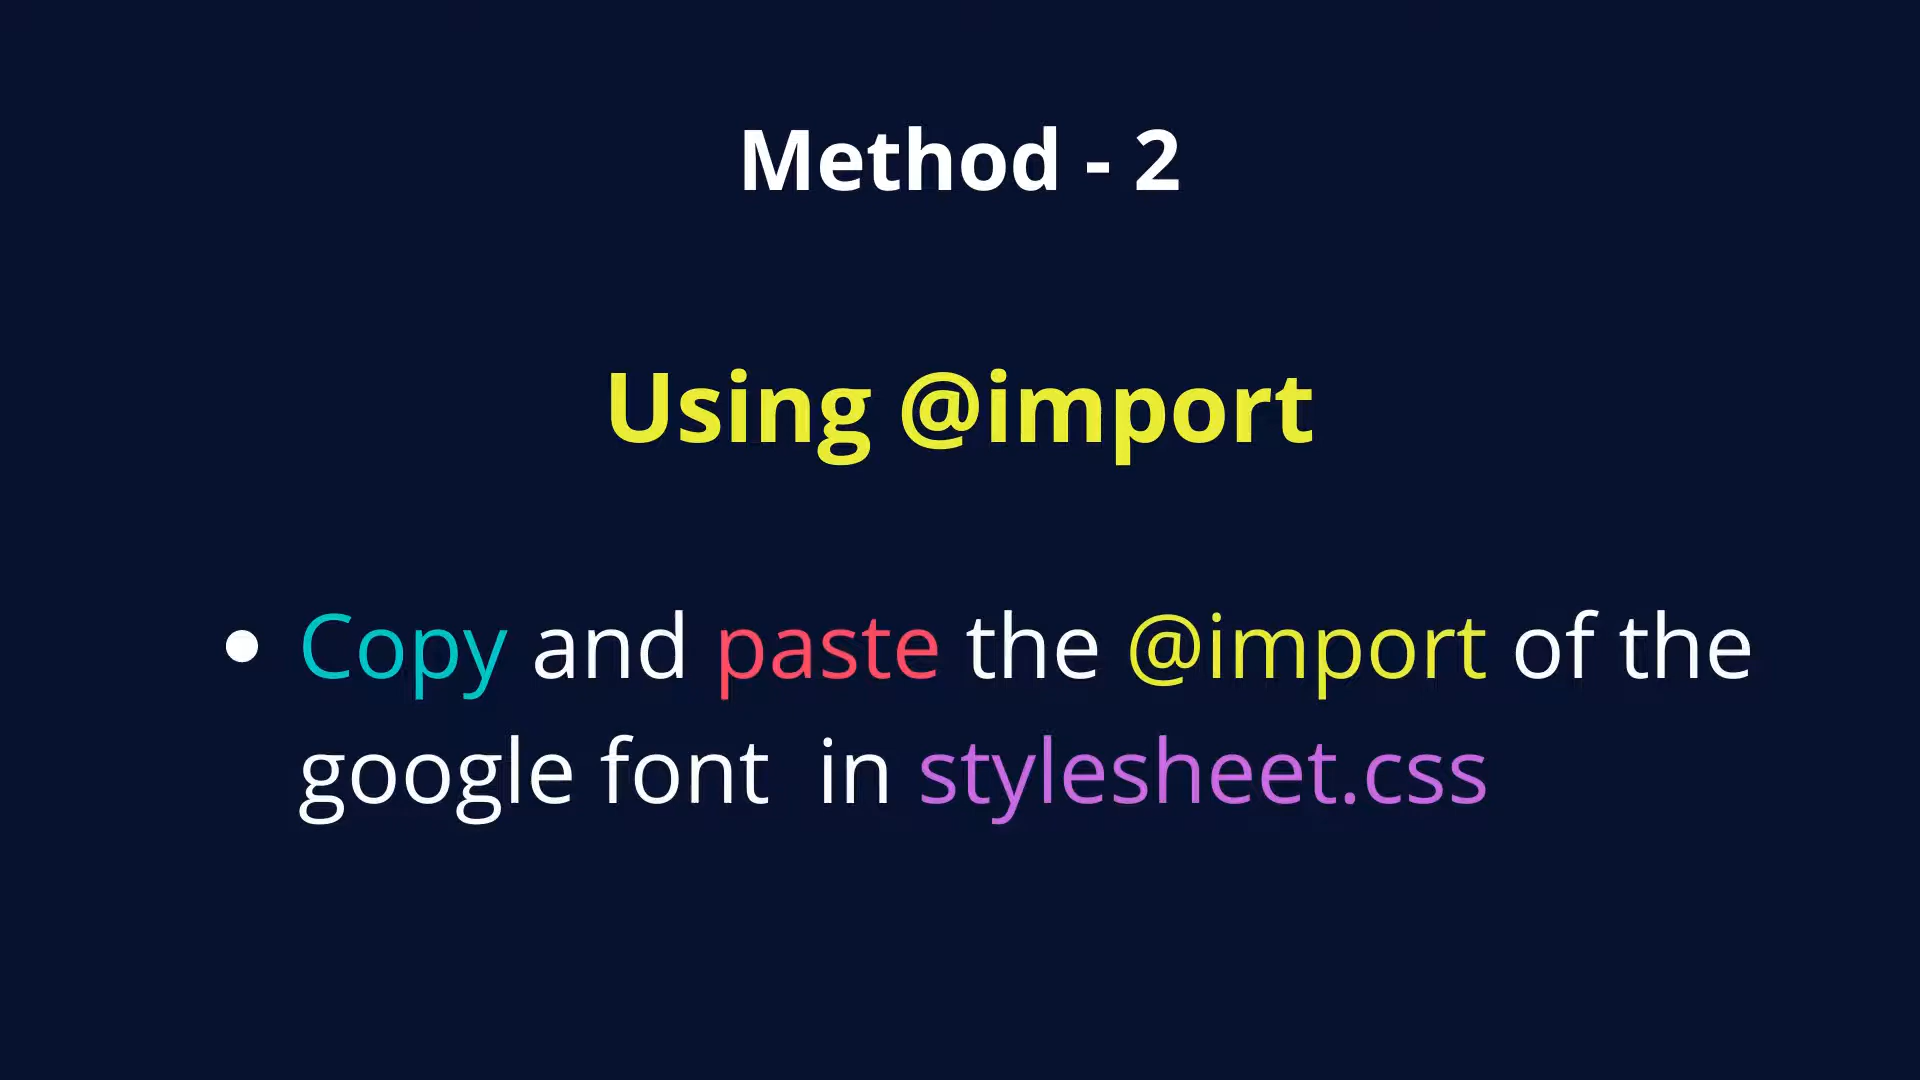 Method - 2
Using @import
• Copy and paste the @import of the
google font  in stylesheet.css